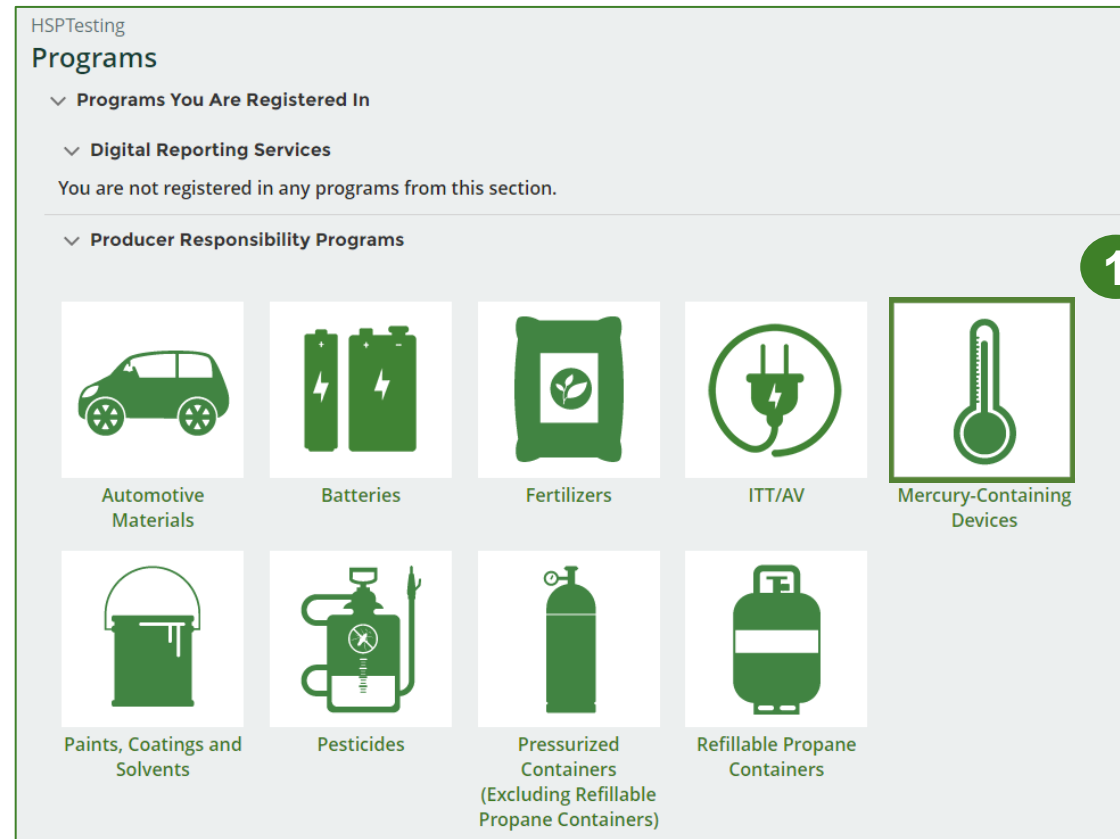 HSPTesting
Programs
Programs You Are Registered In
Digital Reporting Services
You are not registered in any programs from this section.
Producer Responsibility Programs
1
Automotive
Materials
Batteries
Fertilizers
ITT/AV
Mercury-Containing
Devices
Paints, Coatings and
Solvents
Pesticides
Pressurized
Containers
(Excluding Refillable
Propane Containers)
Refillable Propane
Containers